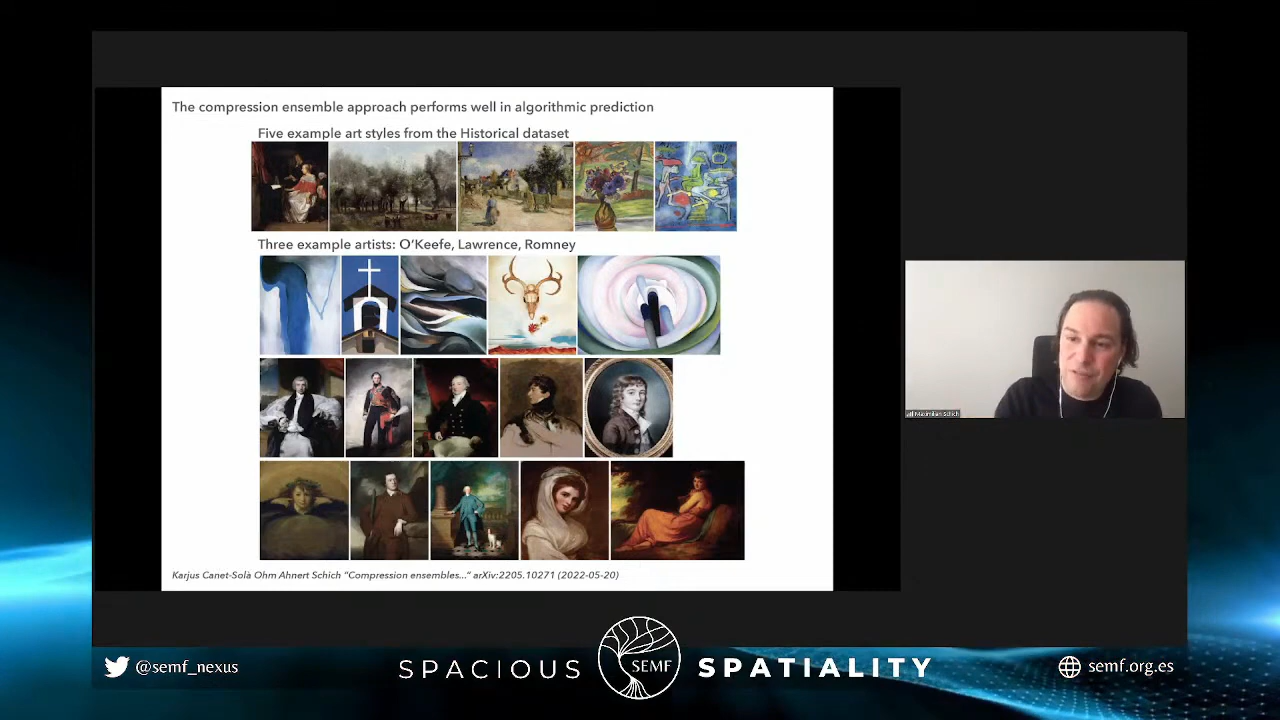 The compression ensemble approach performs well in algorithmic prediction
Five example art styles from the Historical dataset
Three example artists: O'Keefe, Lawrence, Romney
Karjus Canet-Solà Ohm Ahnert Schich "Compression ensembles..." arXiv:2205.10271 (2022-05-20)
Maximilian Schich
@semf_nexus
SPACIOUS
SEMF
SPATIALITY
semf.org.es